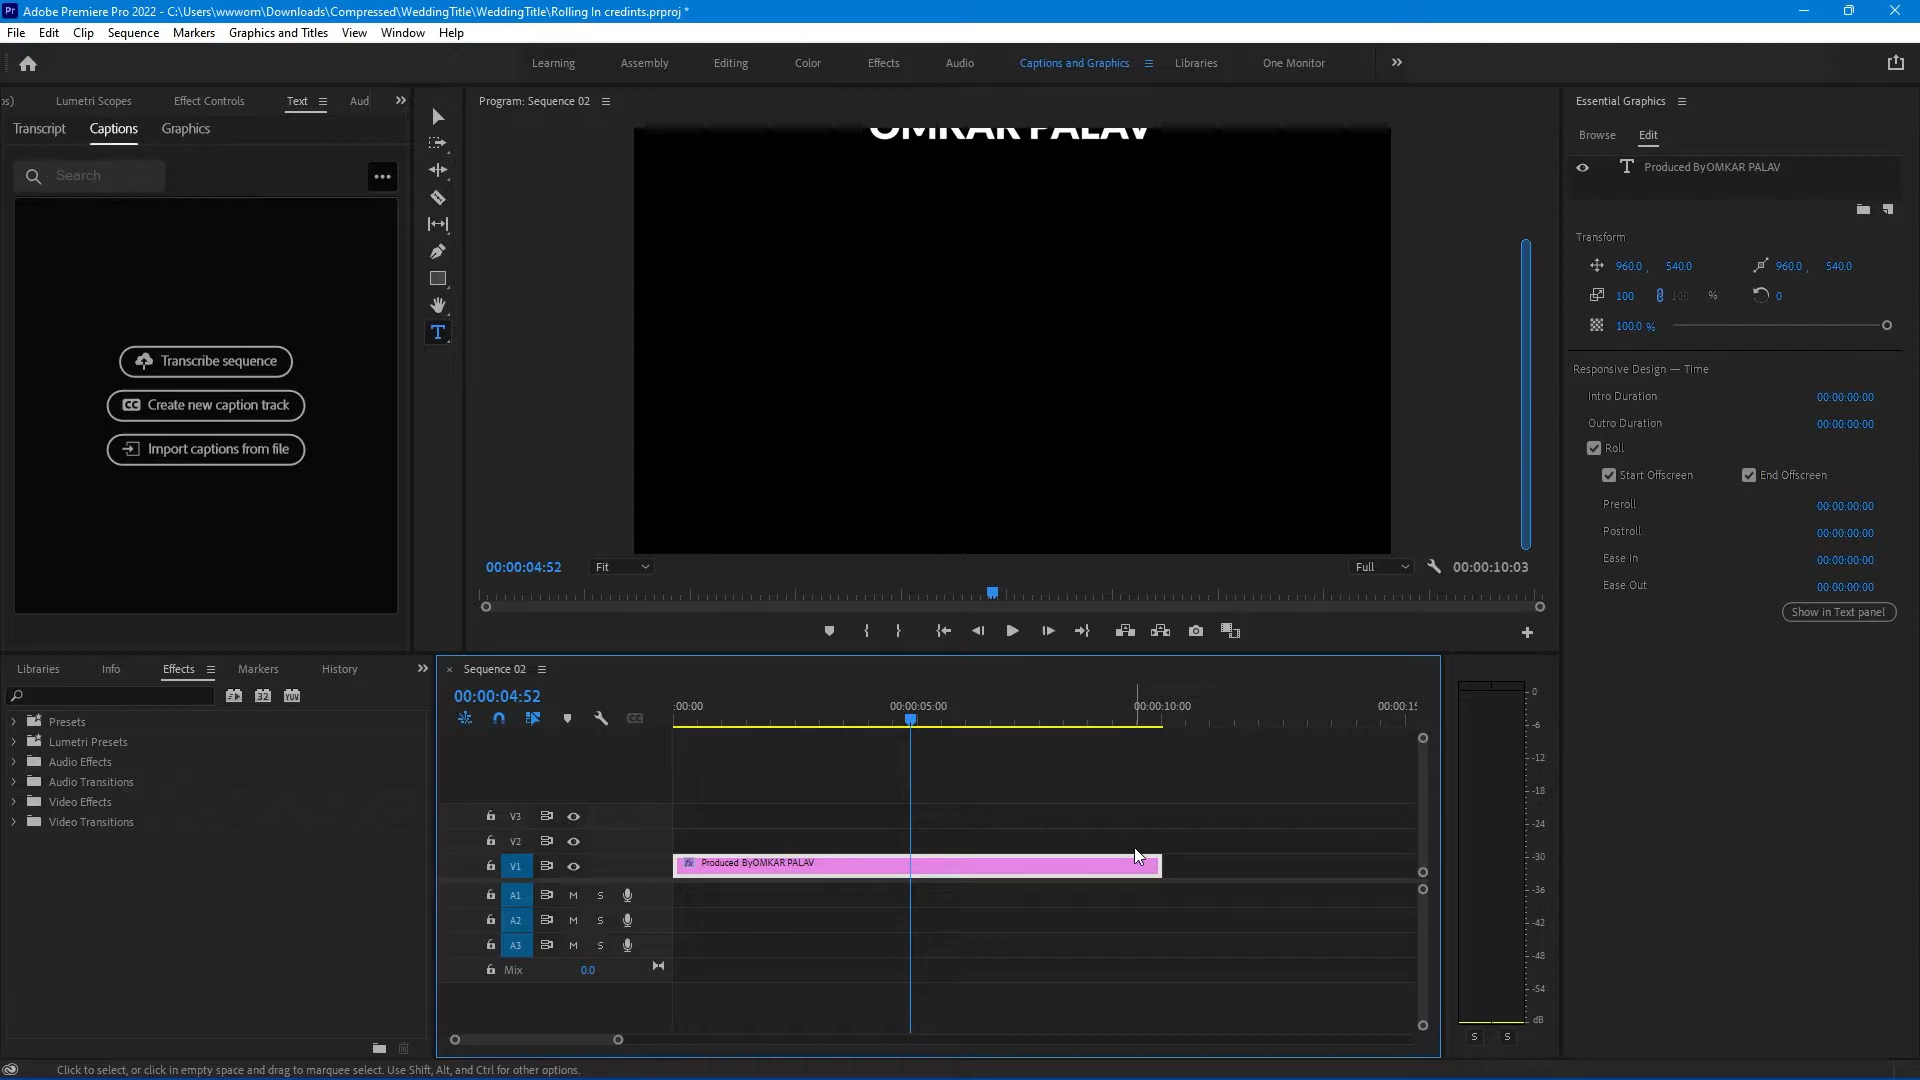 Adobe Premiere Pro 2022 - C:\Users\wwwom\Downloads\Compressed\WeddingTitle\WeddingTitle\Rolling In credints.prproj *
File Edit Clip Sequence Markers Graphics and Titles View Window Help
Learning Assembly Editing Color Effects Audio Captions and Graphics Libraries One Monitor
os) Lumetri Scopes Effect Controls Text Aud
Transcript Captions Graphics
Search
Transcribe sequence
Create new caption track
Import captions from file
Program: Sequence 02
OMKAR PALAV
00:00:04:52 Fit Full 00:00:10:03
Essential Graphics
Browse Edit
Produced ByOMKAR PALAV
Transform
960.0 , 540.0 960.0 , 540.0
100 100 % 0
100.0 %
Responsive Design — Time
Intro Duration 00:00:00:00
Outro Duration 00:00:00:00
Roll
Start Offscreen End Offscreen
Preroll 00:00:00:00
Postroll 00:00:00:00
Ease In 00:00:00:00
Ease Out 00:00:00:00
Show in Text panel
Libraries Info Effects Markers History
32 YUV
Presets
Lumetri Presets
Audio Effects
Audio Transitions
Video Effects
Video Transitions
Sequence 02
00:00:04:52
:00:00 00:00:05:00 00:00:10:00 00:00:15:
V3
V2
V1 fx Produced ByOMKAR PALAV
A1 M S
A2 M S
A3 M S
Mix 0.0
0
-6
-12
-18
-24
-30
-36
-42
-48
-54
dB
S S
Click to select, or click in empty space and drag to marquee select. Use Shift, Alt, and Ctrl for other options.